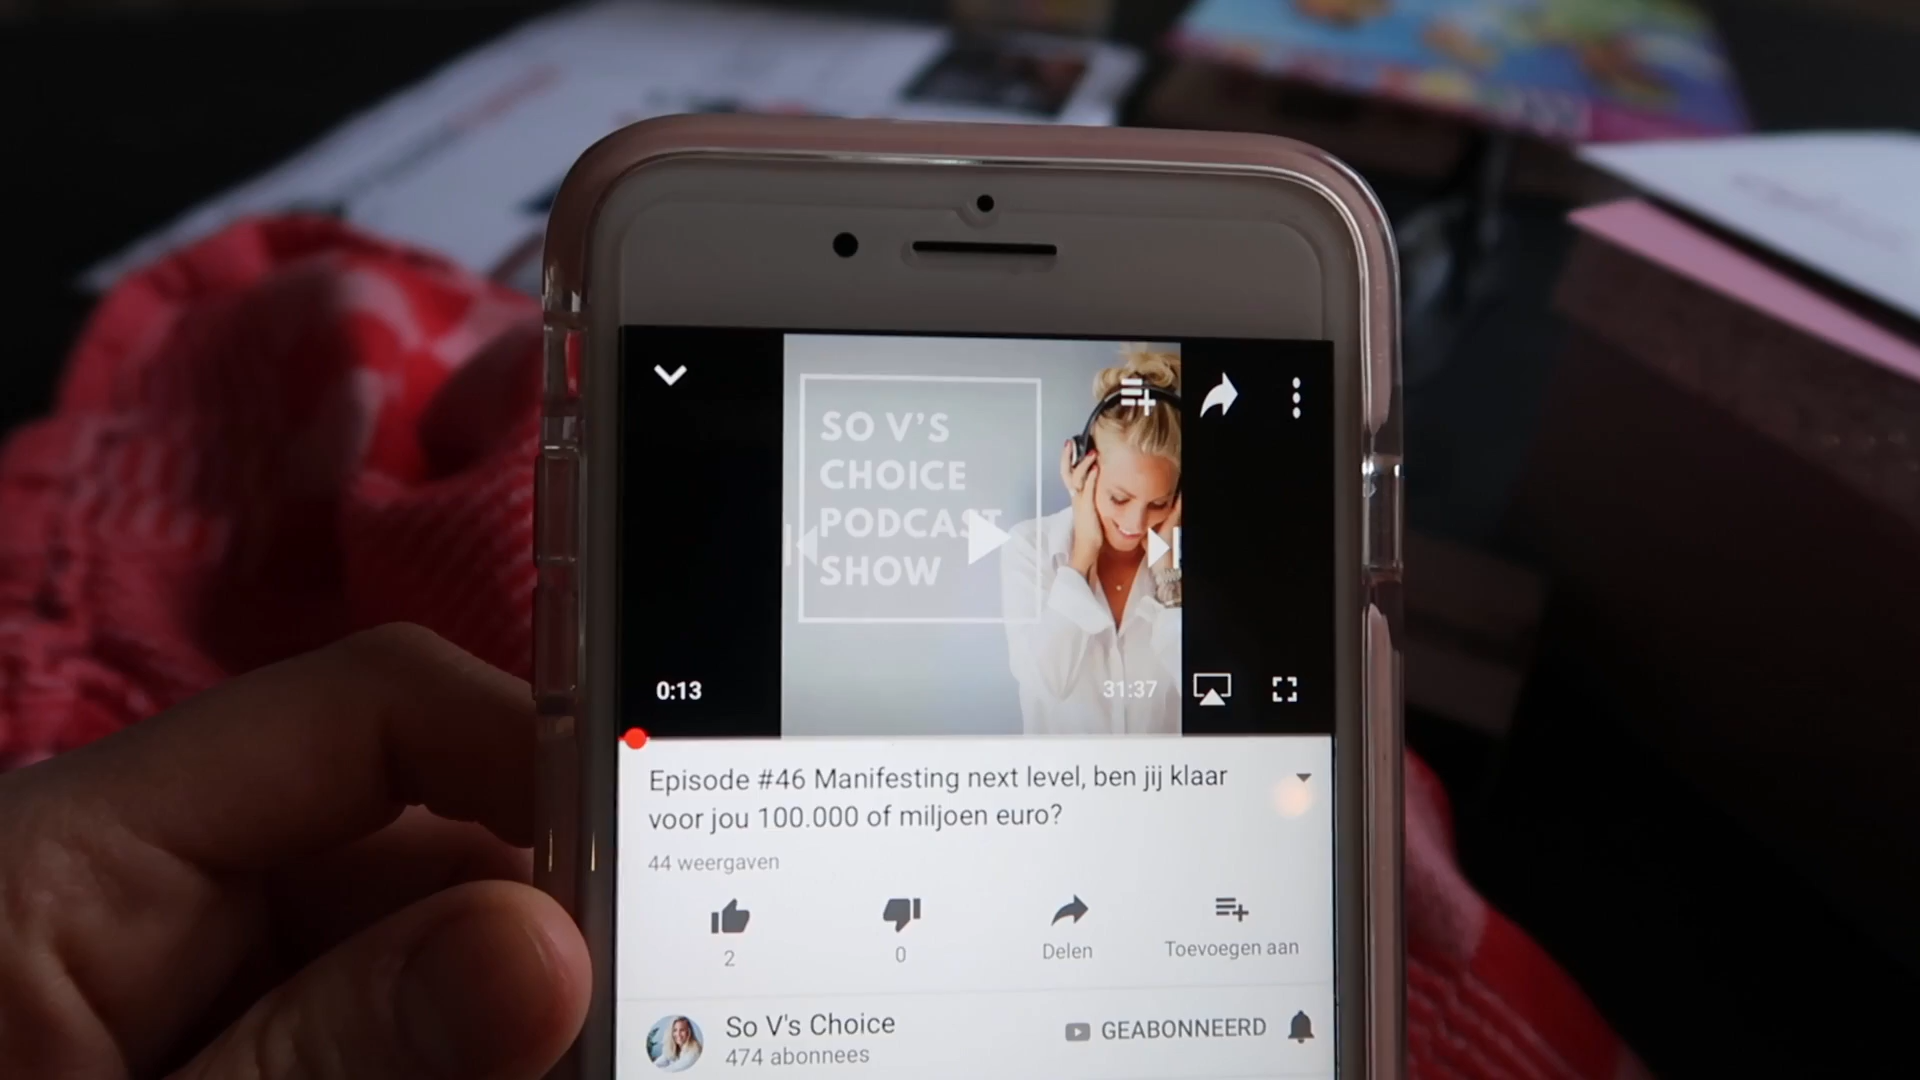 SO V'S
CHOICE
PODCAST
SHOW
0:13
31:37
Episode #46 Manifesting next level, ben jij klaar
voor jou 100.000 of miljoen euro?
44 weergaven
2
0
Delen
Toevoegen aan
So V's Choice
GEABONNEERD
474 abonnees